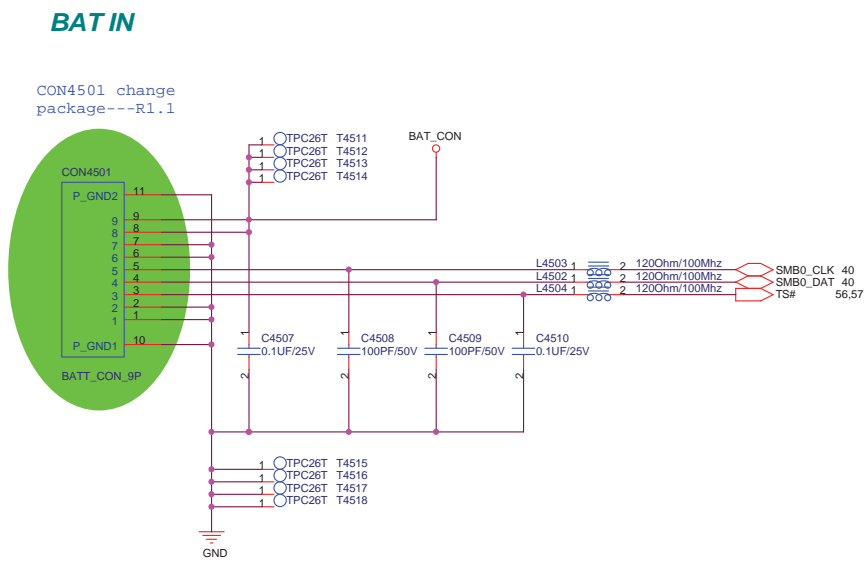 BAT IN
CON4501 change
package---R1.1
1 TPC26T T4511
1 TPC26T T4512
1 TPC26T T4513
1 TPC26T T4514
BAT_CON
CON4501
P_GND2 11
9 9
8 8
7 7
6 6
5 5
4 4
3 3
2 2
1 1
P_GND1 10
BATT_CON_9P
L4503 1 2 120Ohm/100Mhz SMB0_CLK 40
L4502 1 2 120Ohm/100Mhz SMB0_DAT 40
L4504 1 2 120Ohm/100Mhz TS# 56,57
1 C4507 0.1UF/25V 2
1 C4508 100PF/50V 2
1 C4509 100PF/50V 2
1 C4510 0.1UF/25V 2
1 TPC26T T4515
1 TPC26T T4516
1 TPC26T T4517
1 TPC26T T4518
GND